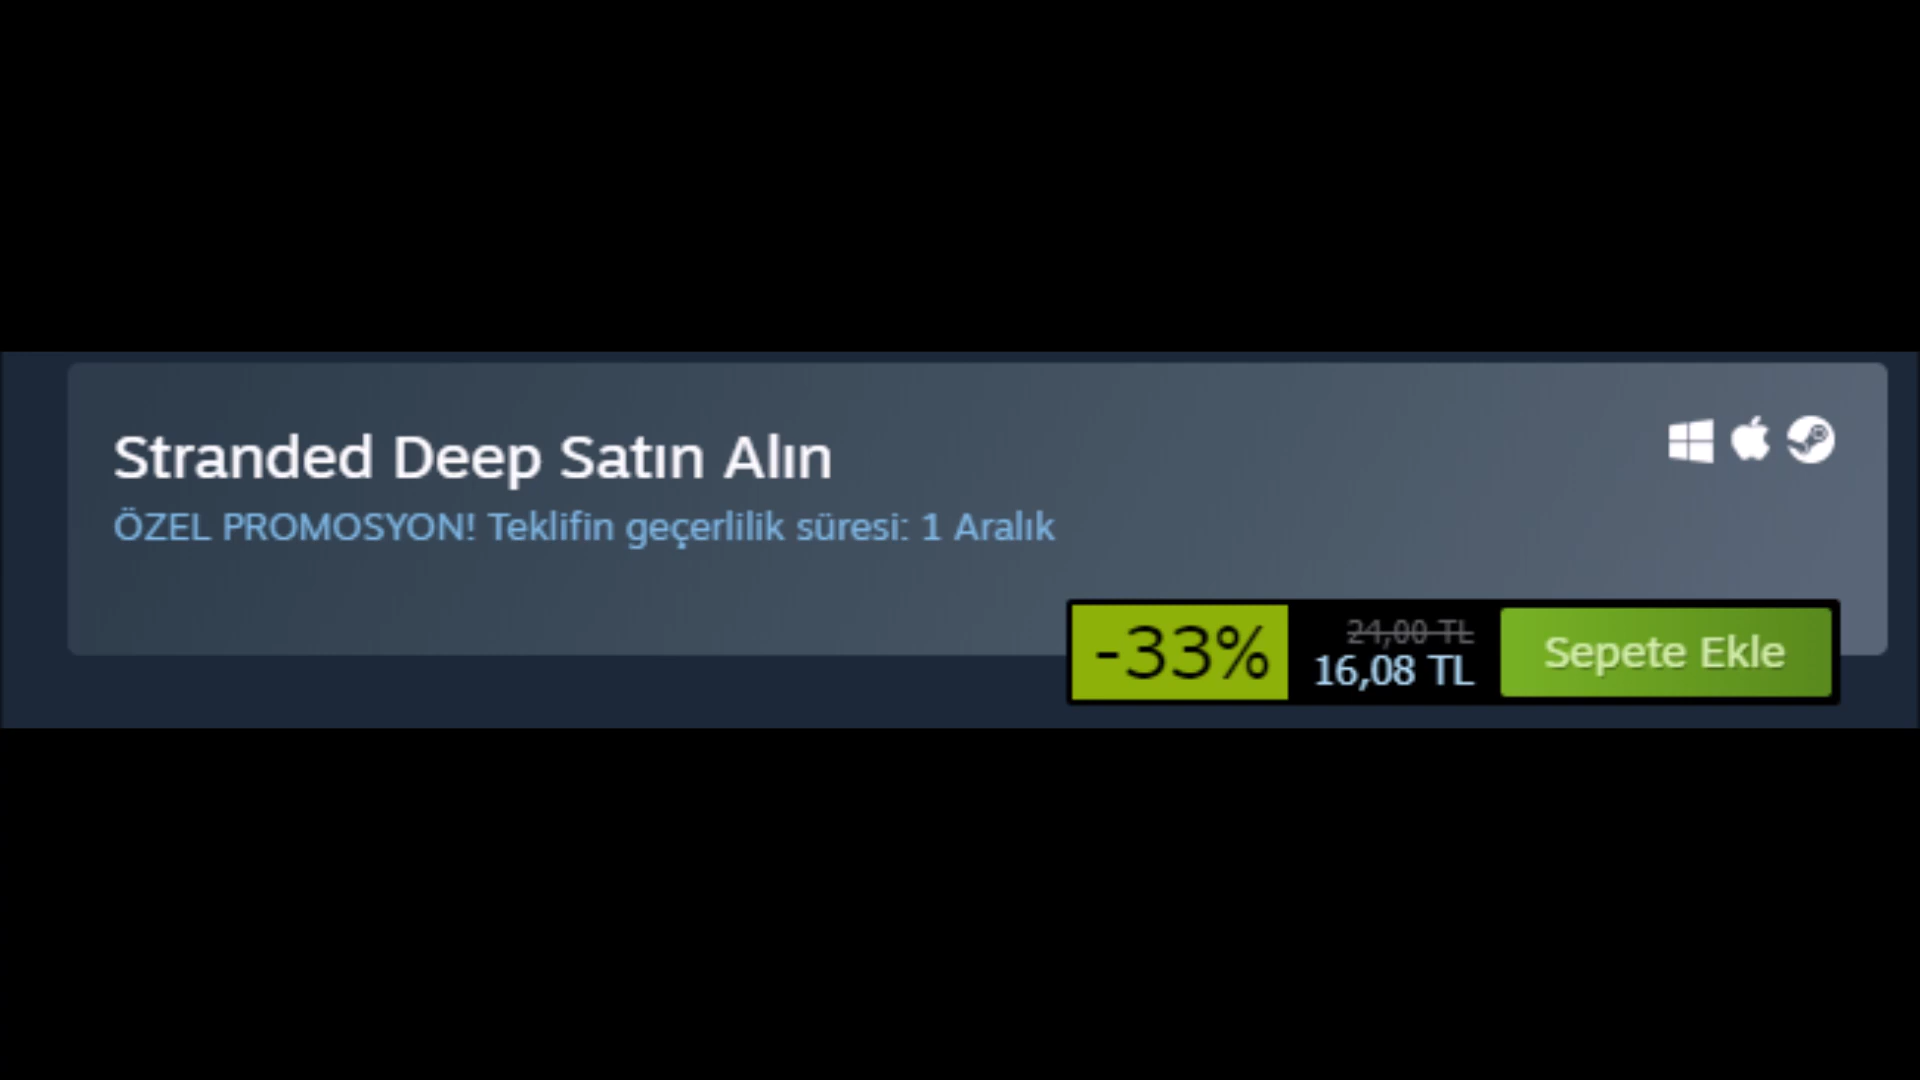 Stranded Deep Satın Alın
ÖZEL PROMOSYON! Teklifin geçerlilik süresi: 1 Aralık
-33%
24,00 TL
16,08 TL
Sepete Ekle